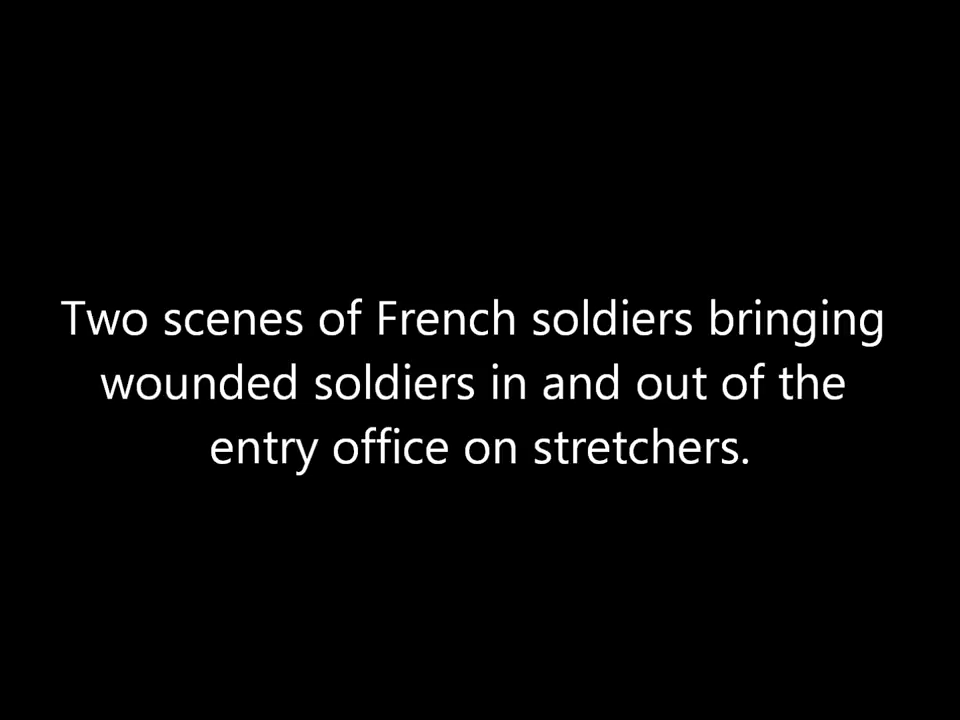 Two scenes of French soldiers bringing
wounded soldiers in and out of the
entry office on stretchers.